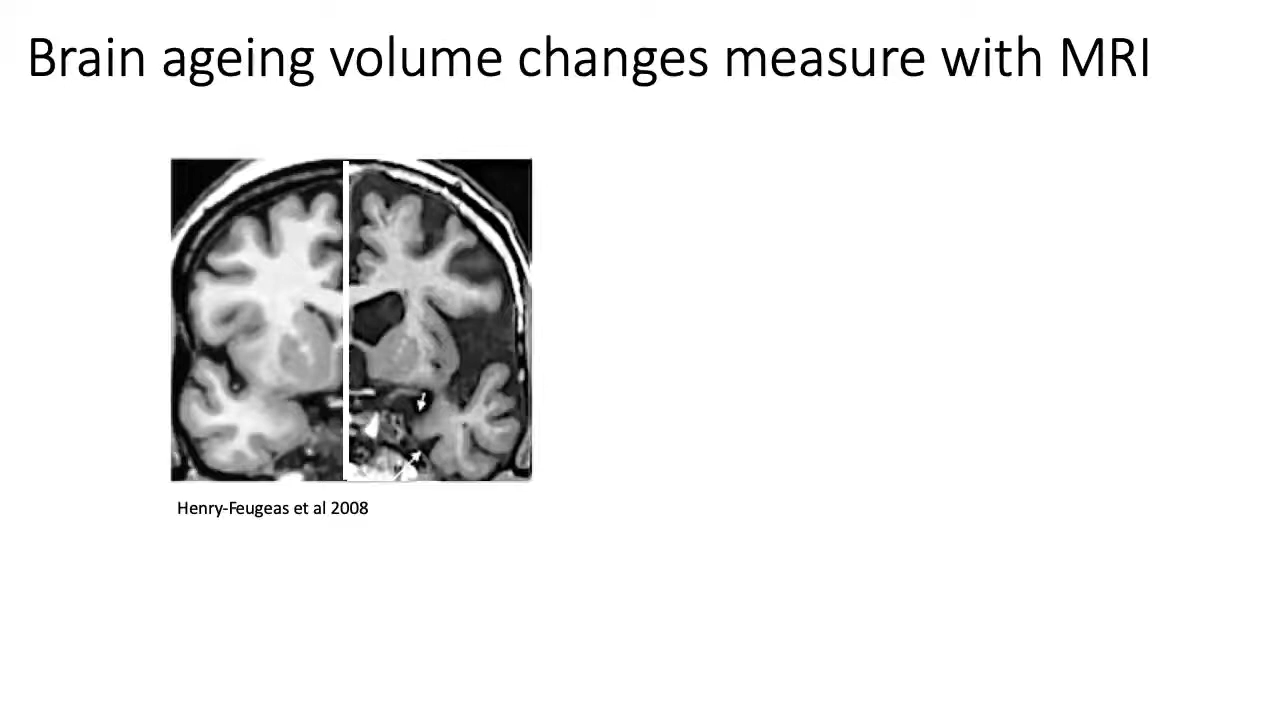 Brain ageing volume changes measure with MRI
Henry-Feugeas et al 2008